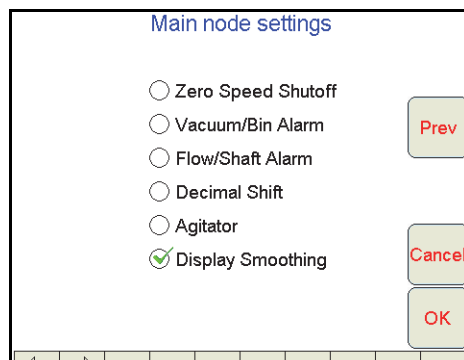 Main node settings
Zero Speed Shutoff
Vacuum/Bin Alarm
Prev
Flow/Shaft Alarm
Decimal Shift
Agitator
Display Smoothing
Cancel
OK